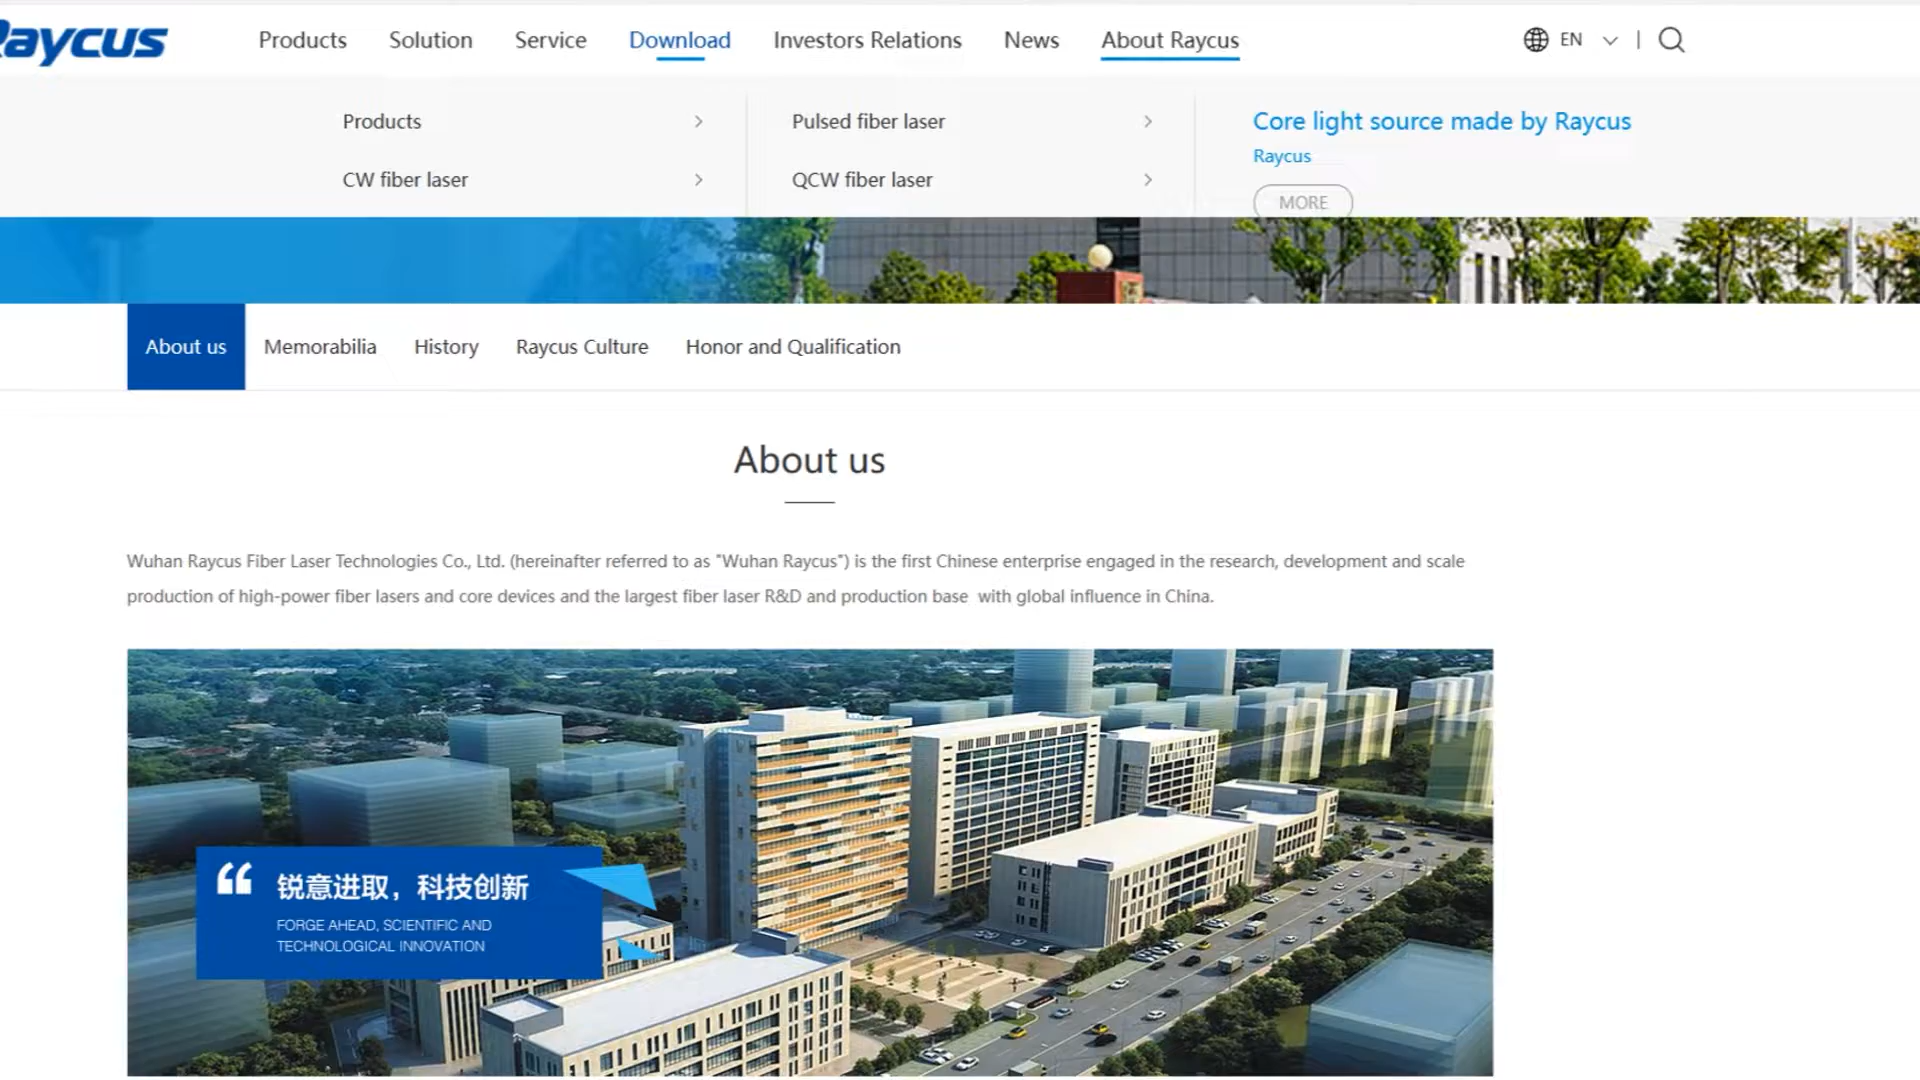 Raycus
Products Solution Service Download Investors Relations News About Raycus EN
Products
CW fiber laser
Pulsed fiber laser
QCW fiber laser
Core light source made by Raycus
Raycus
MORE
About us Memorabilia History Raycus Culture Honor and Qualification
About us
Wuhan Raycus Fiber Laser Technologies Co., Ltd. (hereinafter referred to as "Wuhan Raycus") is the first Chinese enterprise engaged in the research, development and scale
production of high-power fiber lasers and core devices and the largest fiber laser R&D and production base with global influence in China.
锐意进取，科技创新
FORGE AHEAD, SCIENTIFIC AND
TECHNOLOGICAL INNOVATION